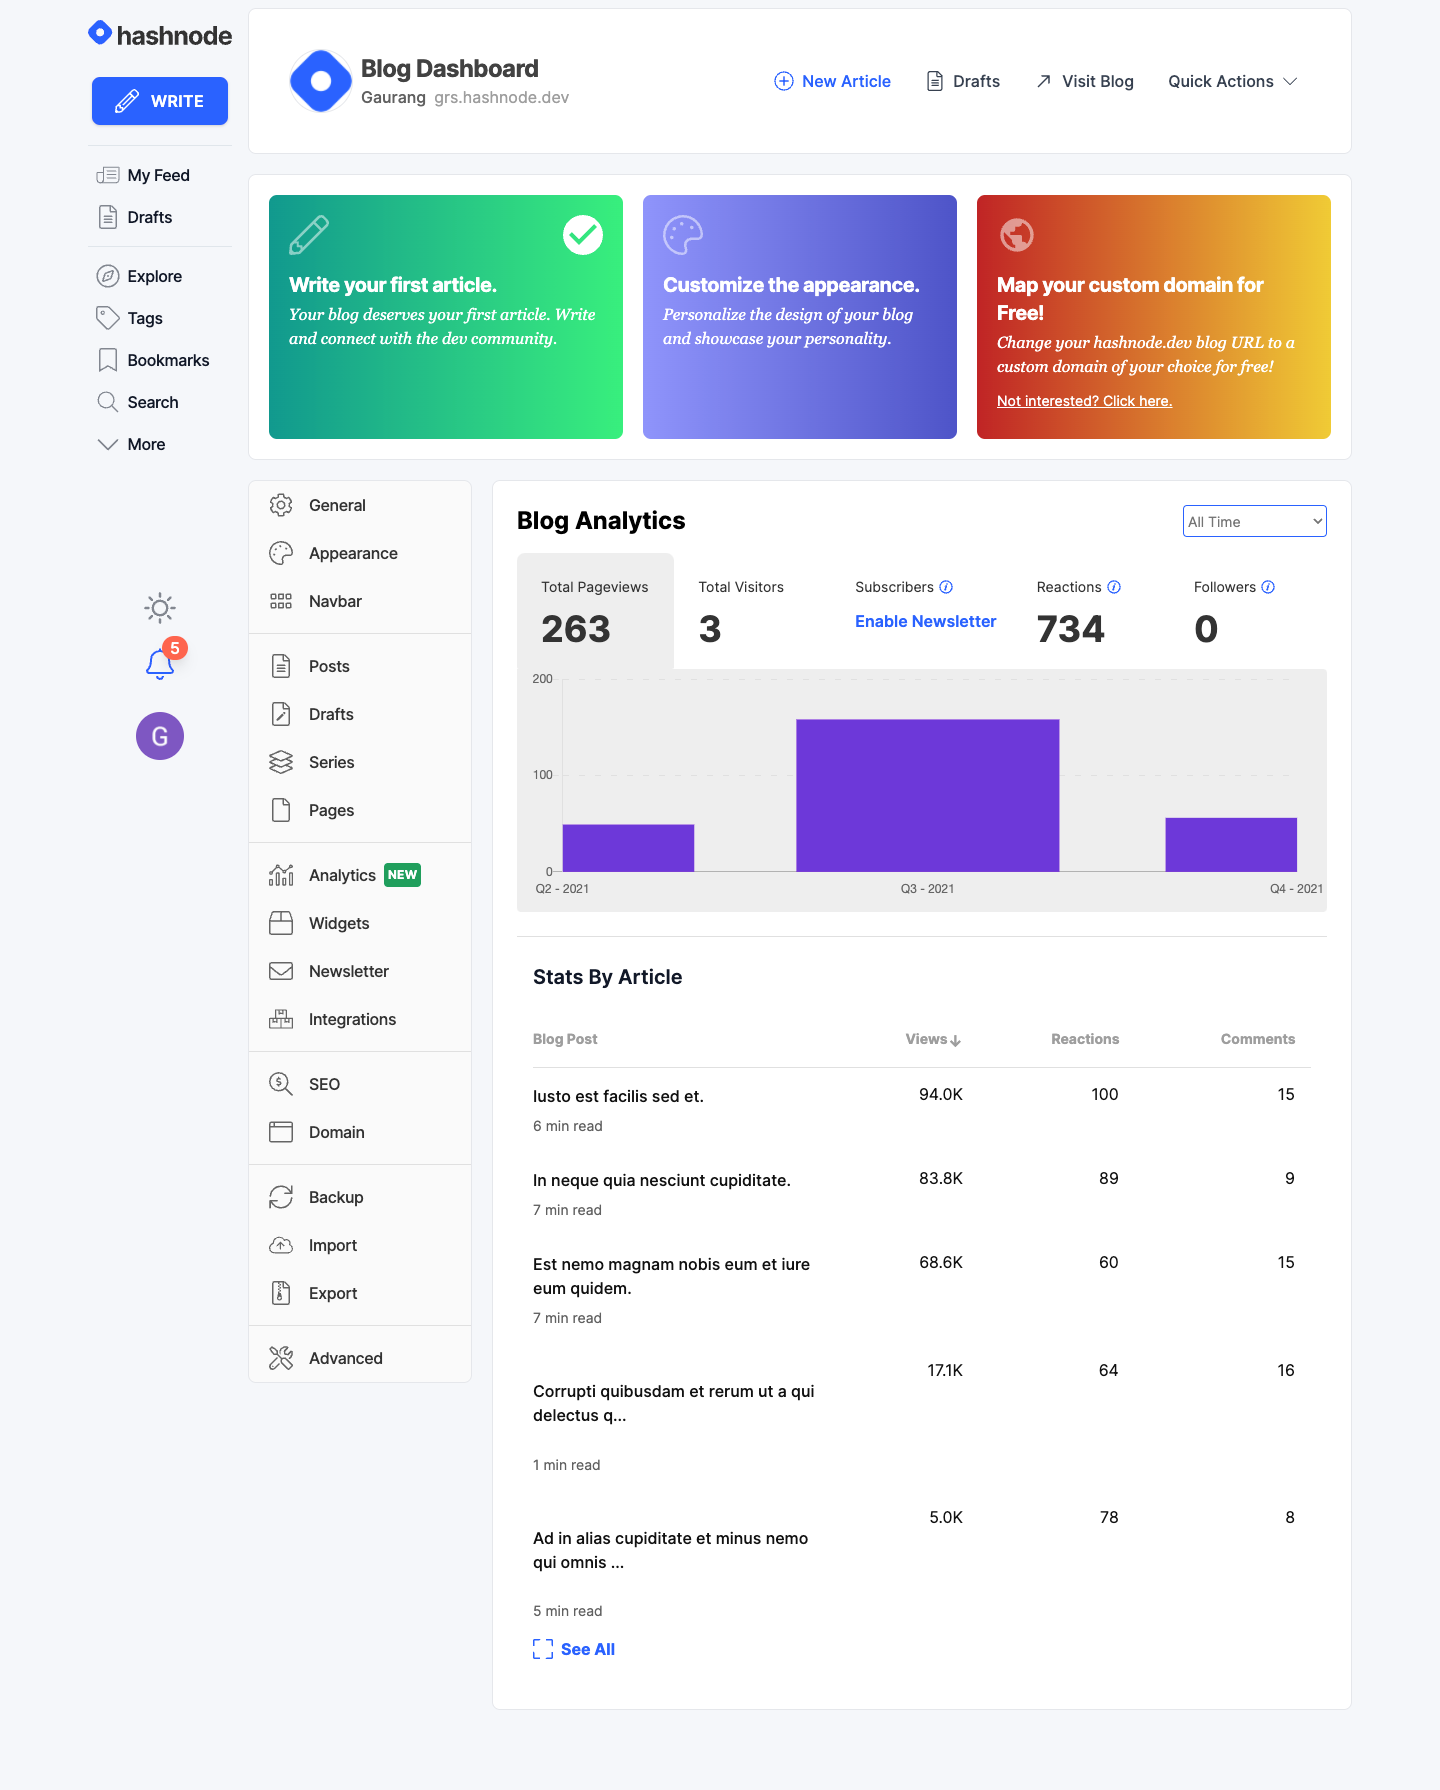 hashnode
WRITE
My Feed
Drafts
Explore
Tags
Bookmarks
Search
More
5
G
Blog Dashboard
Gaurang grs.hashnode.dev
New Article
Drafts
Visit Blog
Quick Actions
Write your first article.
Your blog deserves your first article. Write
and connect with the dev community.
Customize the appearance.
Personalize the design of your blog
and showcase your personality.
Map your custom domain for
Free!
Change your hashnode.dev blog URL to a
custom domain of your choice for free!
Not interested? Click here.
General
Appearance
Navbar
Posts
Drafts
Series
Pages
Analytics NEW
Widgets
Newsletter
Integrations
SEO
Domain
Backup
Import
Export
Advanced
Blog Analytics
All Time
Total Pageviews
263
Total Visitors
3
Subscribers
Enable Newsletter
Reactions
734
Followers
0
200
100
0
Q2 - 2021
Q3 - 2021
Q4 - 2021
Stats By Article
Blog Post Views Reactions Comments
Iusto est facilis sed et. 94.0K 100 15
6 min read
In neque quia nesciunt cupiditate. 83.8K 89 9
7 min read
Est nemo magnam nobis eum et iure 68.6K 60 15
eum quidem.
7 min read
17.1K 64 16
Corrupti quibusdam et rerum ut a qui
delectus q...
1 min read
5.0K 78 8
Ad in alias cupiditate et minus nemo
qui omnis ...
5 min read
See All